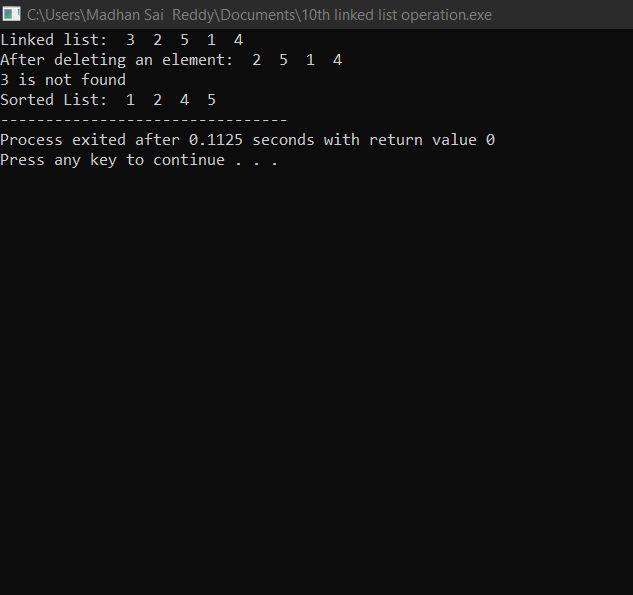 C:\Users\Madhan Sai  Reddy\Documents\10th linked list operation.exe
Linked list:  3  2  5  1  4
After deleting an element:  2  5  1  4
3 is not found
Sorted List:  1  2  4  5
--------------------------------
Process exited after 0.1125 seconds with return value 0
Press any key to continue . . .